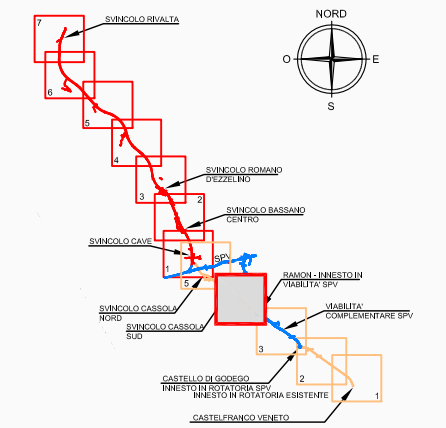 NORD
O
E
S
7
SVINCOLO RIVALTA
6
5
4
SVINCOLO ROMANO
D'EZZELINO
3
2
SVINCOLO BASSANO
CENTRO
SVINCOLO CAVE
1
SPV
5
RAMON - INNESTO IN
VIABILITA' SPV
SVINCOLO CASSOLA
NORD
SVINCOLO CASSOLA
SUD
VIABILITA'
COMPLEMENTARE SPV
3
CASTELLO DI GODEGO
INNESTO IN ROTATORIA SPV
INNESTO IN ROTATORIA ESISTENTE
2
1
CASTELFRANCO VENETO